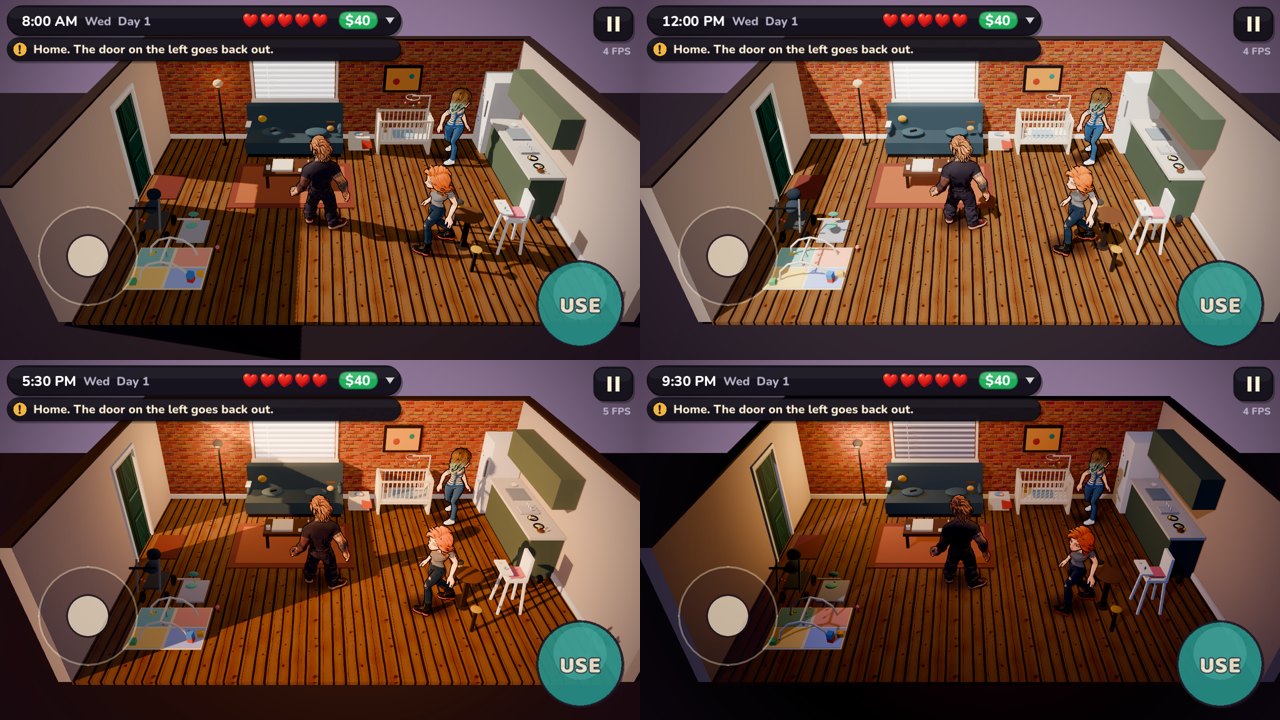 8:00 AM Wed Day 1 $40
! Home. The door on the left goes back out.
4 FPS
USE
12:00 PM Wed Day 1 $40
! Home. The door on the left goes back out.
4 FPS
USE
5:30 PM Wed Day 1 $40
! Home. The door on the left goes back out.
5 FPS
USE
9:30 PM Wed Day 1 $40
! Home. The door on the left goes back out.
4 FPS
USE